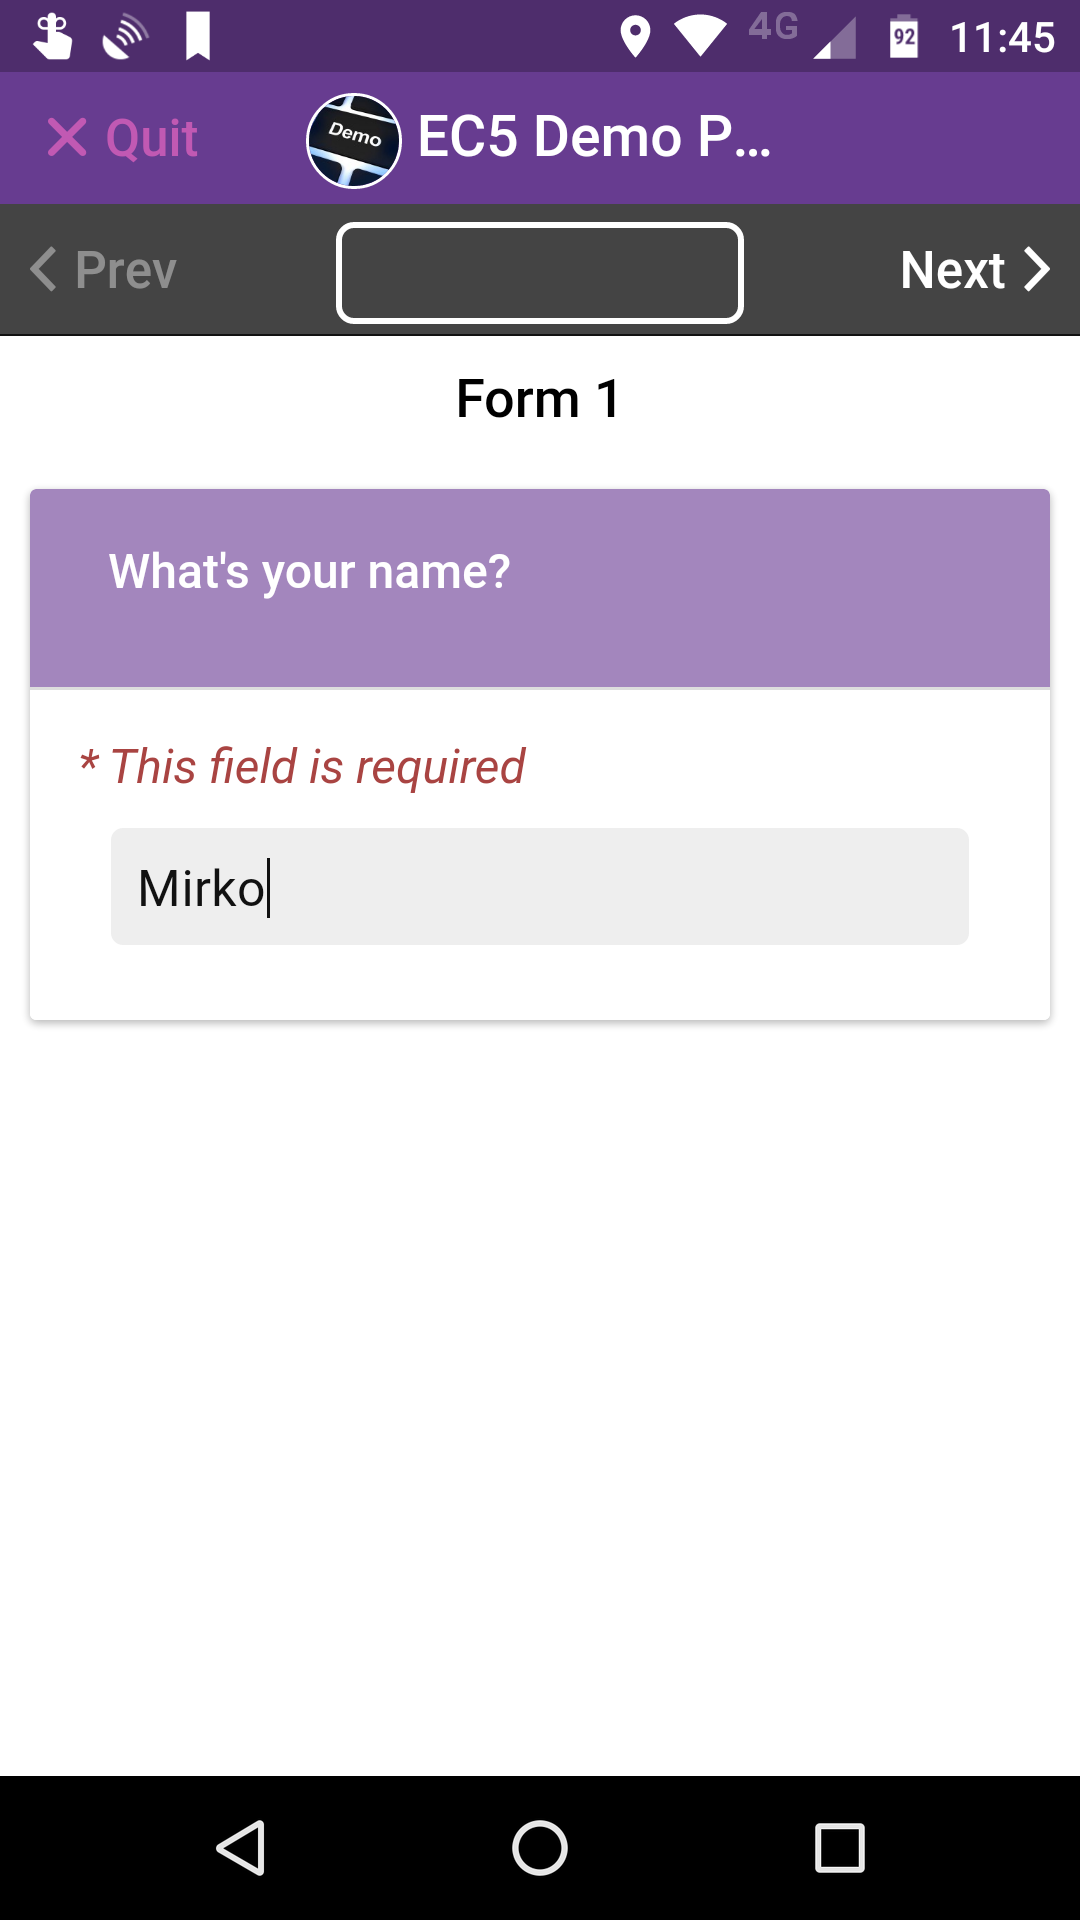 4G 92 11:45
Quit Demo EC5 Demo P...
Prev Next
Form 1
What's your name?
* This field is required
Mirko